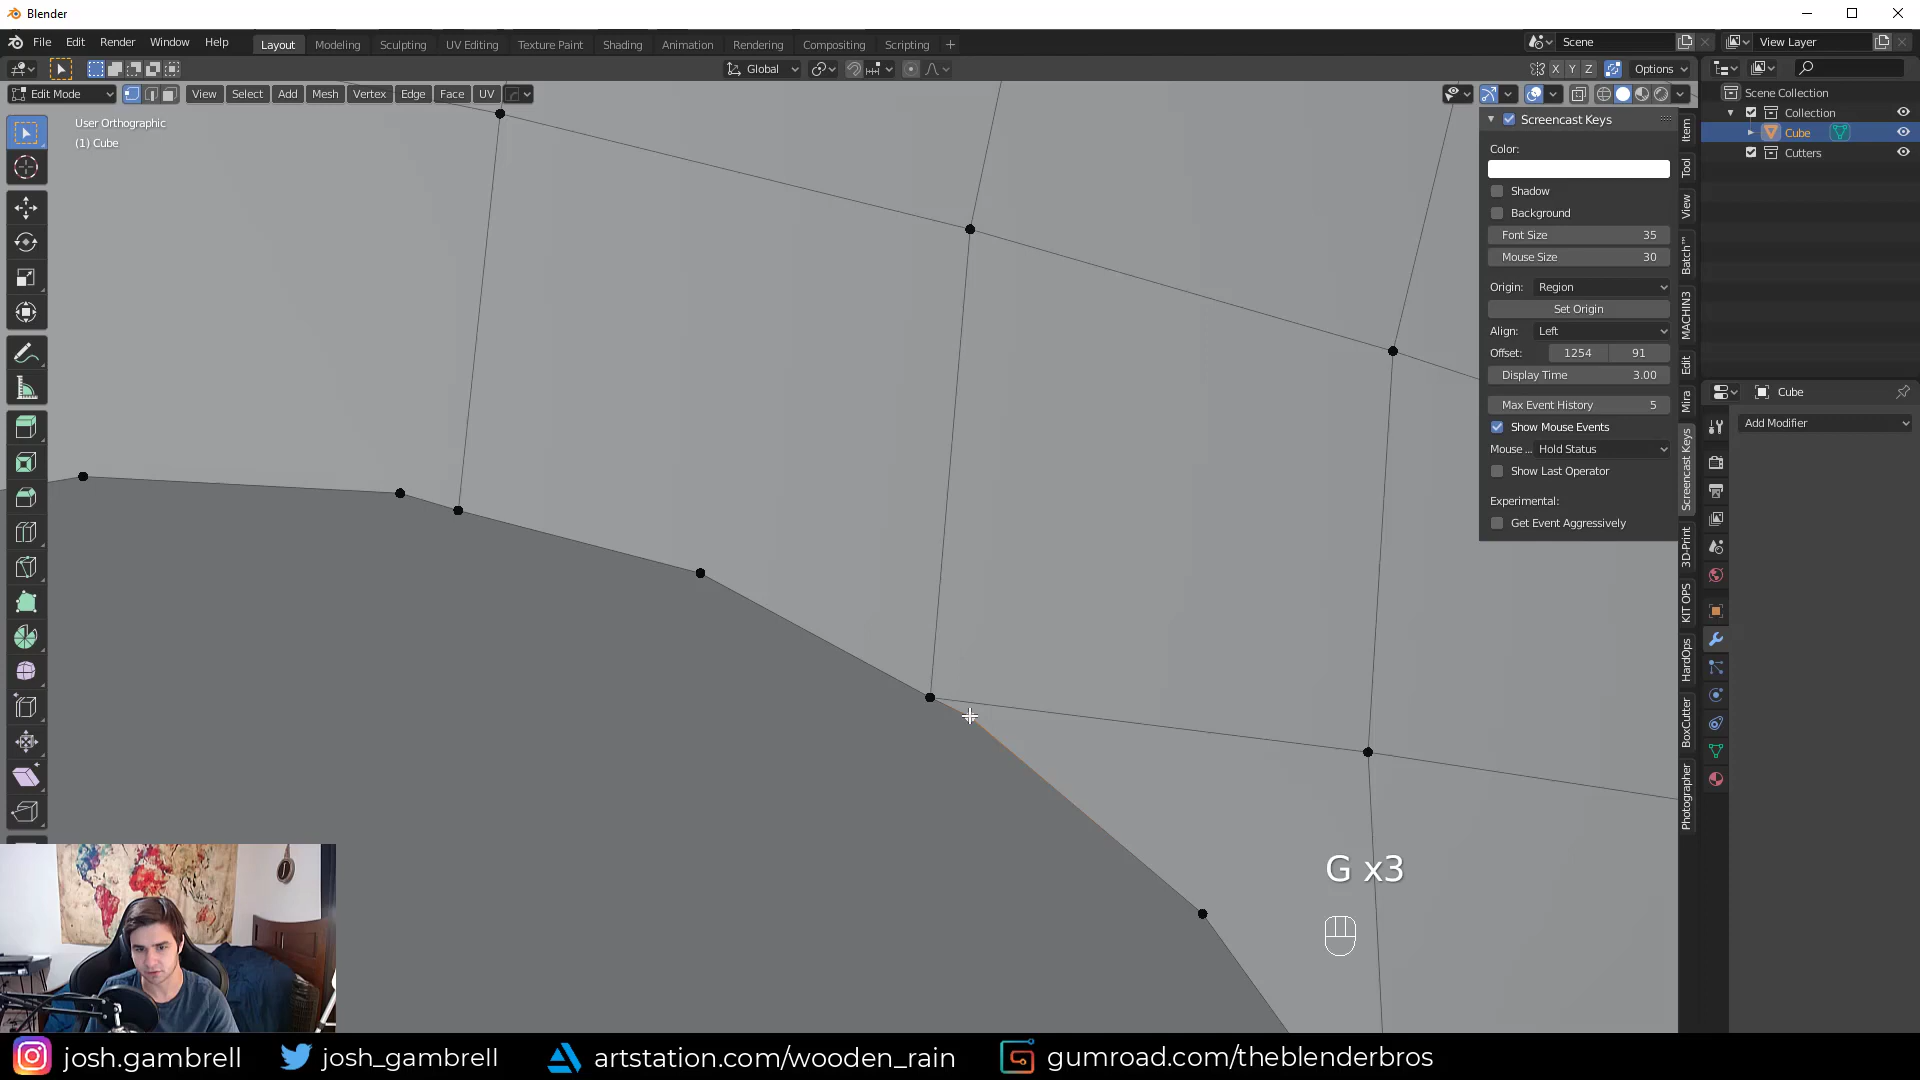 Blender
File Edit Render Window Help
Layout Modeling Sculpting UV Editing Texture Paint Shading Animation Rendering Compositing Scripting +
Scene
View Layer
Global
X Y Z
Options
Edit Mode
View Select Add Mesh Vertex Edge Face UV
User Orthographic
(1) Cube
Screencast Keys
Color:
Shadow
Background
Font Size 35
Mouse Size 30
Origin: Region
Set Origin
Align: Left
Offset: 1254 91
Display Time 3.00
Max Event History 5
Show Mouse Events
Mouse ... Hold Status
Show Last Operator
Experimental:
Get Event Aggressively
Item
Tool
View
Batch™
MACHIN3
Edit
Mira
Screencast Keys
3D-Print
KIT OPS
HardOps
BoxCutter
Photographer
Scene Collection
Collection
Cube
Cutters
Cube
Add Modifier
G x3
josh.gambrell
josh_gambrell
artstation.com/wooden_rain
gumroad.com/theblenderbros